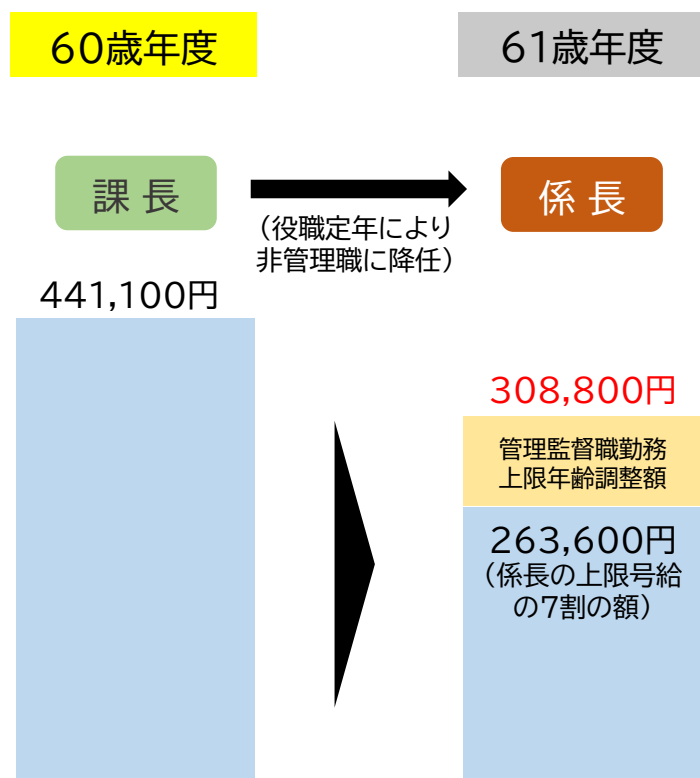 60歳年度
61歳年度
課 長
係 長
（役職定年により
非管理職に降任）
441,100円
308,800円
管理監督職勤務
上限年齢調整額
263,600円
（係長の上限号給
の7割の額）